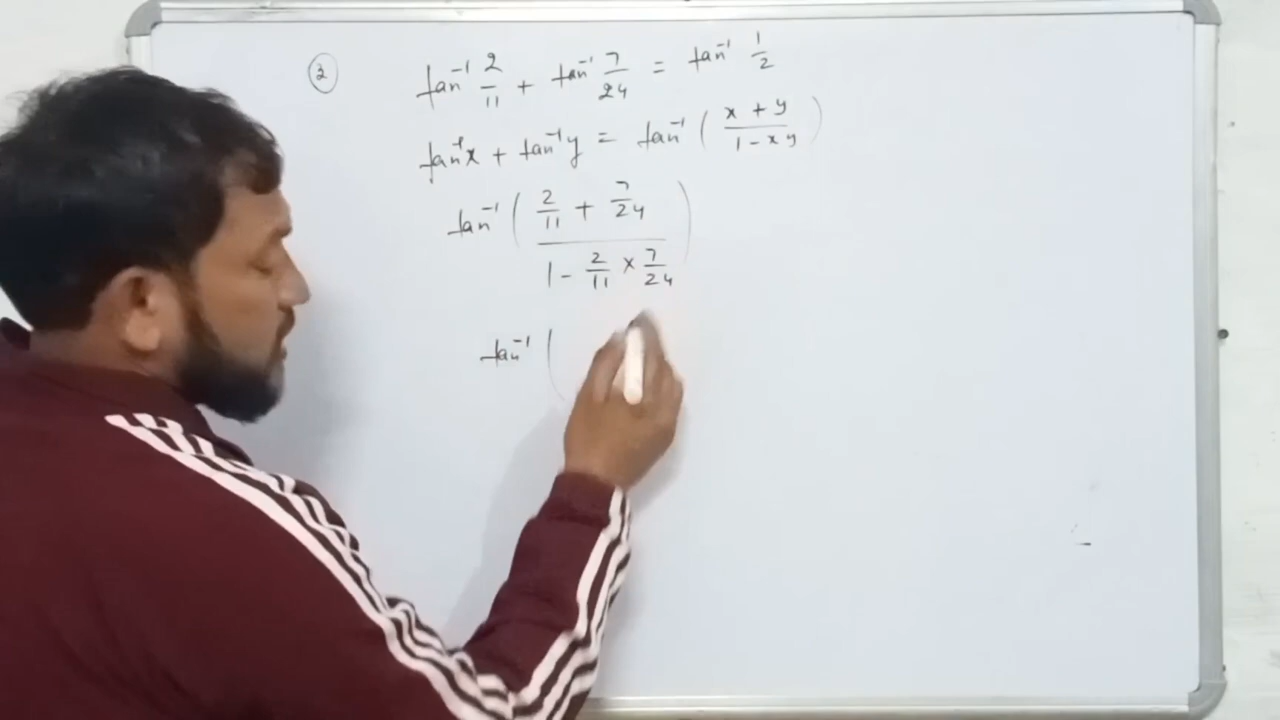 ③ tan⁻¹ 2/11 + tan⁻¹ 7/24 = tan⁻¹ 1/2
tan⁻¹x + tan⁻¹y = tan⁻¹ ( (x + y)/(1 - xy) )
tan⁻¹ ( (2/11 + 7/24)/(1 - 2/11 × 7/24) )
tan⁻¹ (